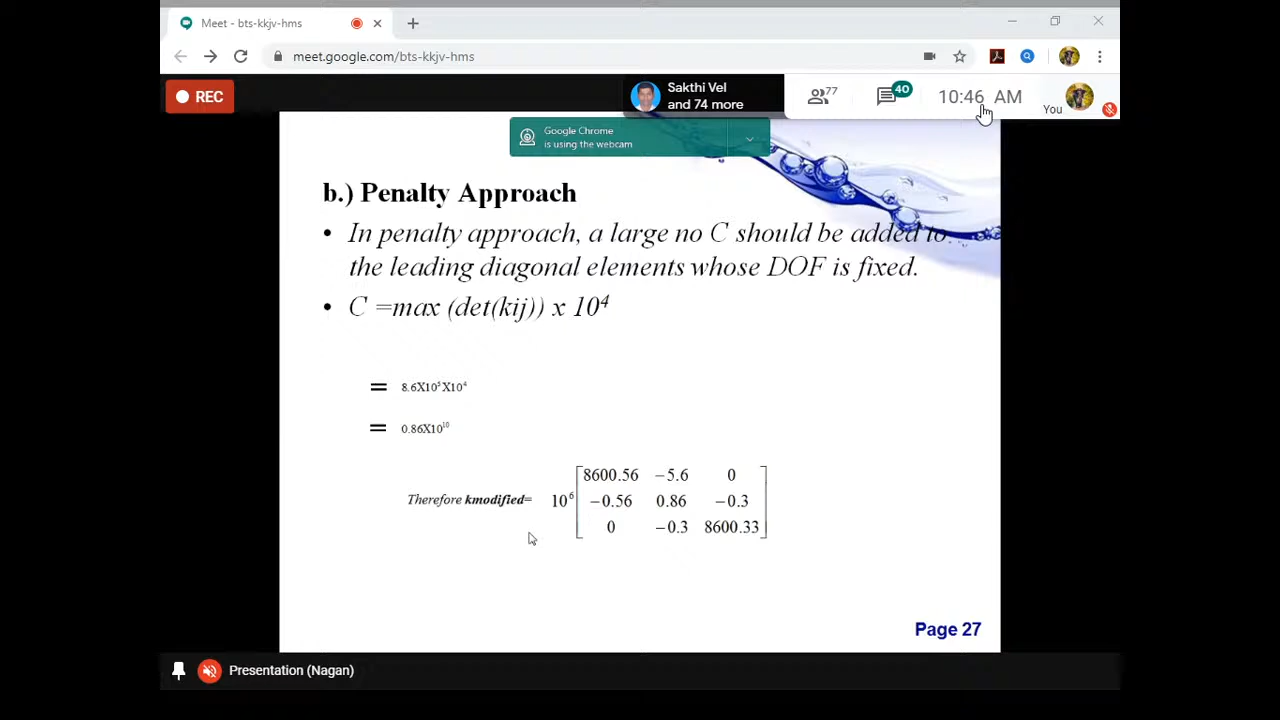 Meet - bts-kkjv-hms
meet.google.com/bts-kkjv-hms
REC
Sakthi Vel
and 74 more
77
40
10:46 AM
You
Google Chrome
is using the webcam
b.) Penalty Approach
• In penalty approach, a large no C should be added to
the leading diagonal elements whose DOF is fixed.
• C =max (det(kij)) x 10⁴
= 8.6X10⁵X10⁴
= 0.86X10¹⁰
Therefore kmodified= 10⁶
8600.56 −5.6 0
−0.56 0.86 −0.3
0 −0.3 8600.33
Page 27
Presentation (Nagan)